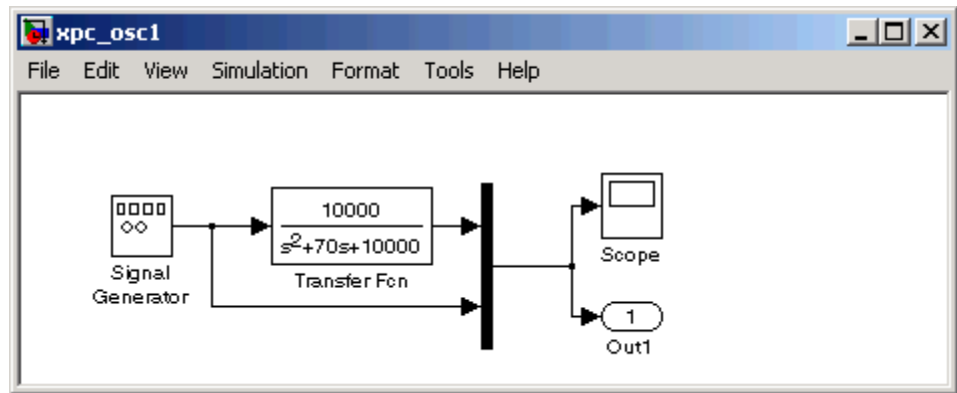 xpc_osc1
File Edit View Simulation Format Tools Help
10000
s²+70s+10000
Transfer Fcn
Signal
Generator
Scope
1
Out1